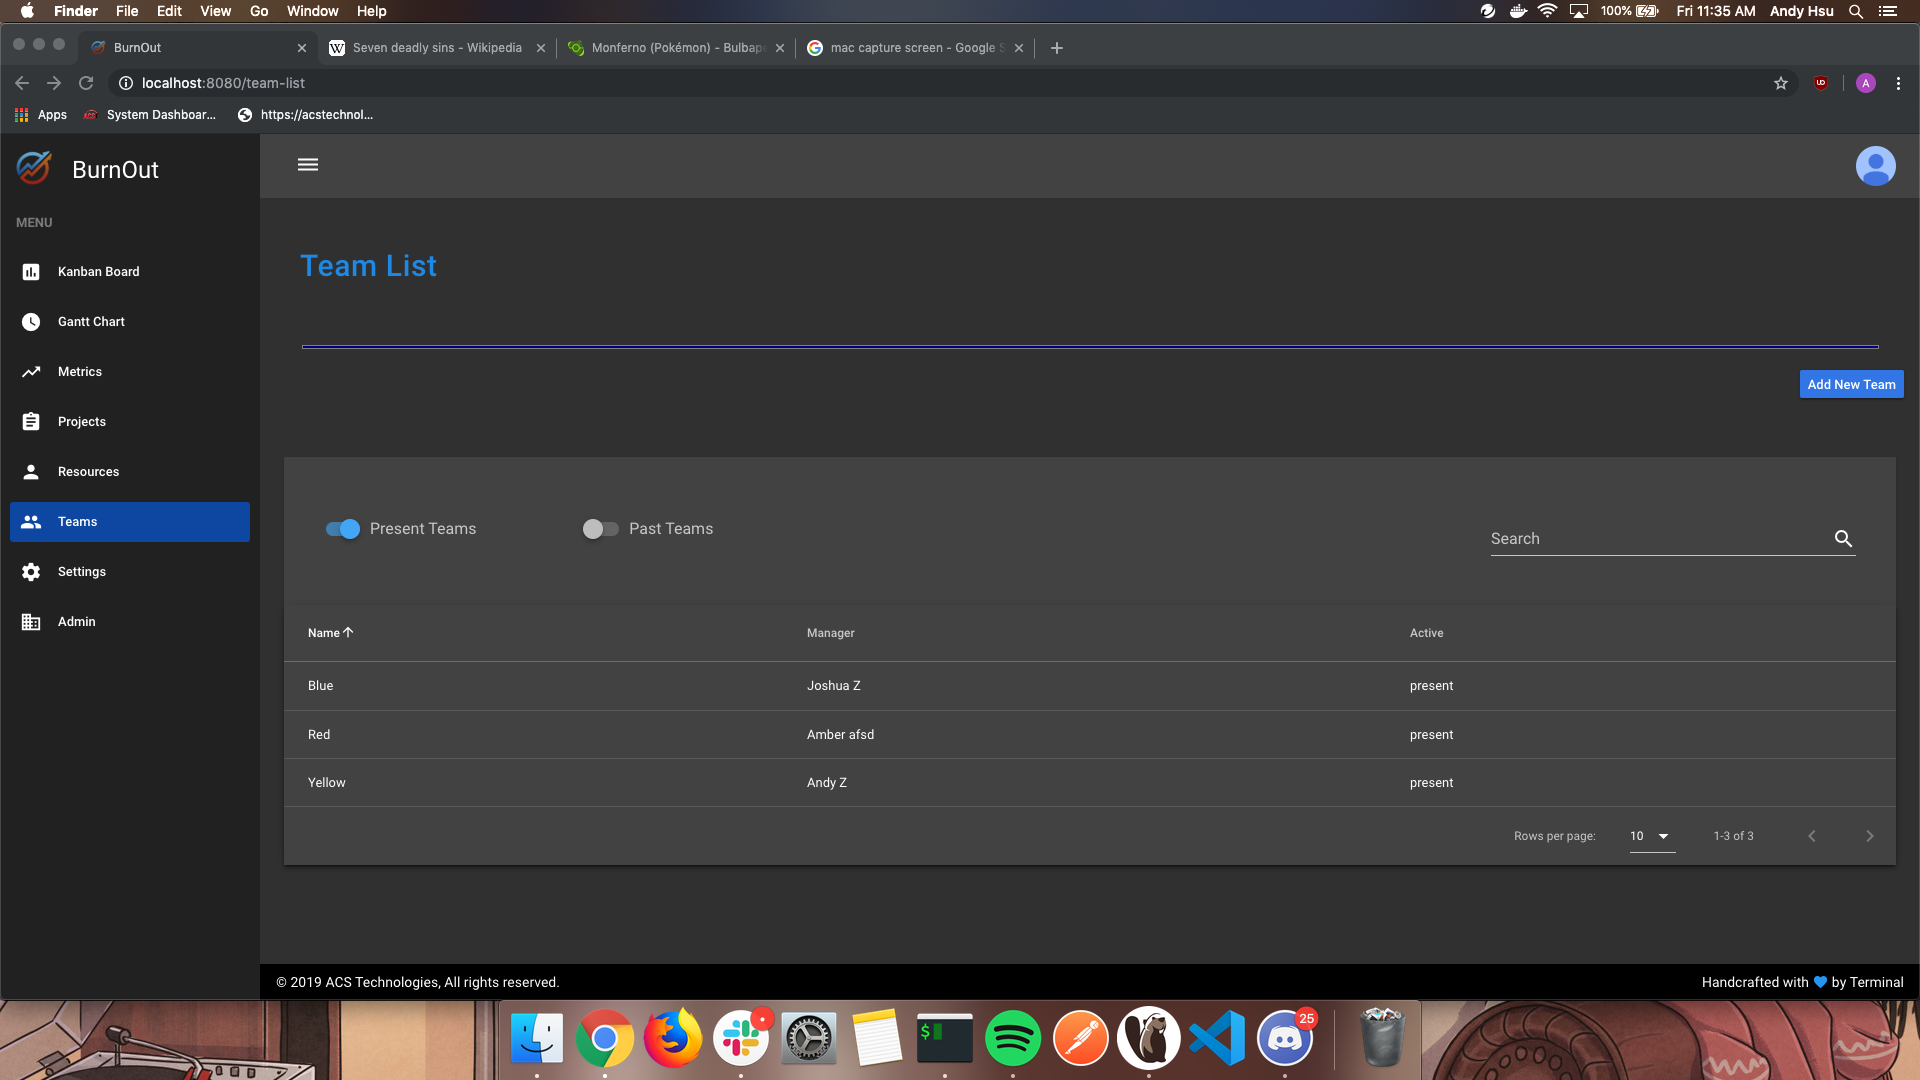 Finder File Edit View Go Window Help 100% Fri 11:35 AM Andy Hsu
BurnOut Seven deadly sins - Wikipedia Monferno (Pokémon) - Bulbape mac capture screen - Google S
localhost:8080/team-list A
Apps ACS System Dashboar... https://acstechnol...
BurnOut
MENU
Kanban Board
Gantt Chart
Metrics
Projects
Resources
Teams
Settings
Admin
Team List
Add New Team
Present Teams Past Teams Search
Name Manager Active
Blue Joshua Z present
Red Amber afsd present
Yellow Andy Z present
Rows per page: 10 1-3 of 3
© 2019 ACS Technologies, All rights reserved. Handcrafted with 💙 by Terminal
$
25